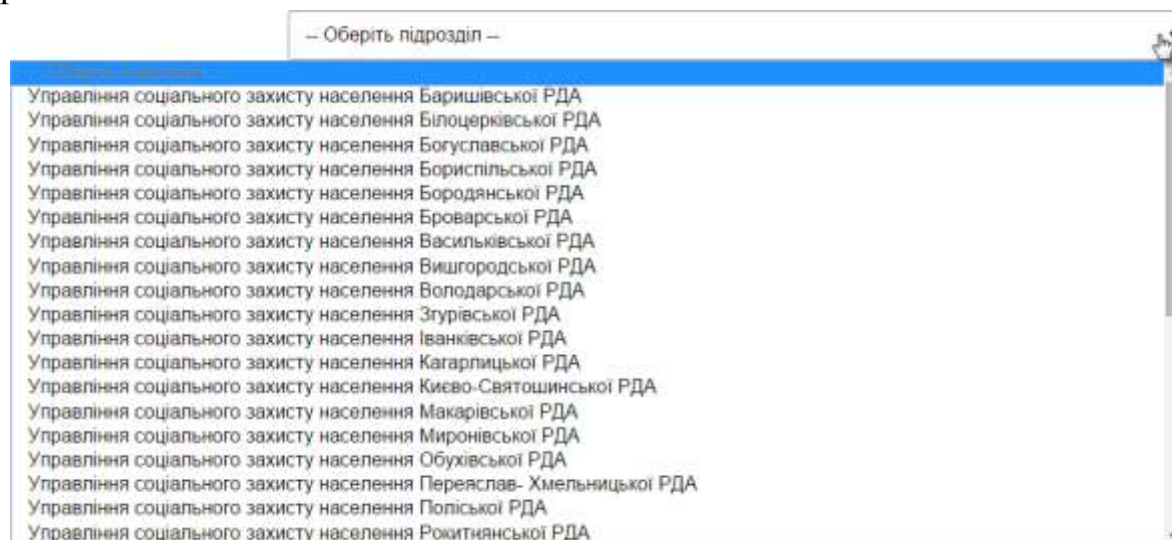 -- Оберіть підрозділ --
Управління соціального захисту населення Баришівської РДА
Управління соціального захисту населення Білоцерківської РДА
Управління соціального захисту населення Богуславської РДА
Управління соціального захисту населення Бориспільської РДА
Управління соціального захисту населення Бородянської РДА
Управління соціального захисту населення Броварської РДА
Управління соціального захисту населення Васильківської РДА
Управління соціального захисту населення Вишгородської РДА
Управління соціального захисту населення Володарської РДА
Управління соціального захисту населення Згурівської РДА
Управління соціального захисту населення Іванківської РДА
Управління соціального захисту населення Кагарлицької РДА
Управління соціального захисту населення Києво-Святошинської РДА
Управління соціального захисту населення Макарівської РДА
Управління соціального захисту населення Миронівської РДА
Управління соціального захисту населення Обухівської РДА
Управління соціального захисту населення Переяслав- Хмельницької РДА
Управління соціального захисту населення Поліської РДА
Управління соціального захисту населення Рокитнянської РДА